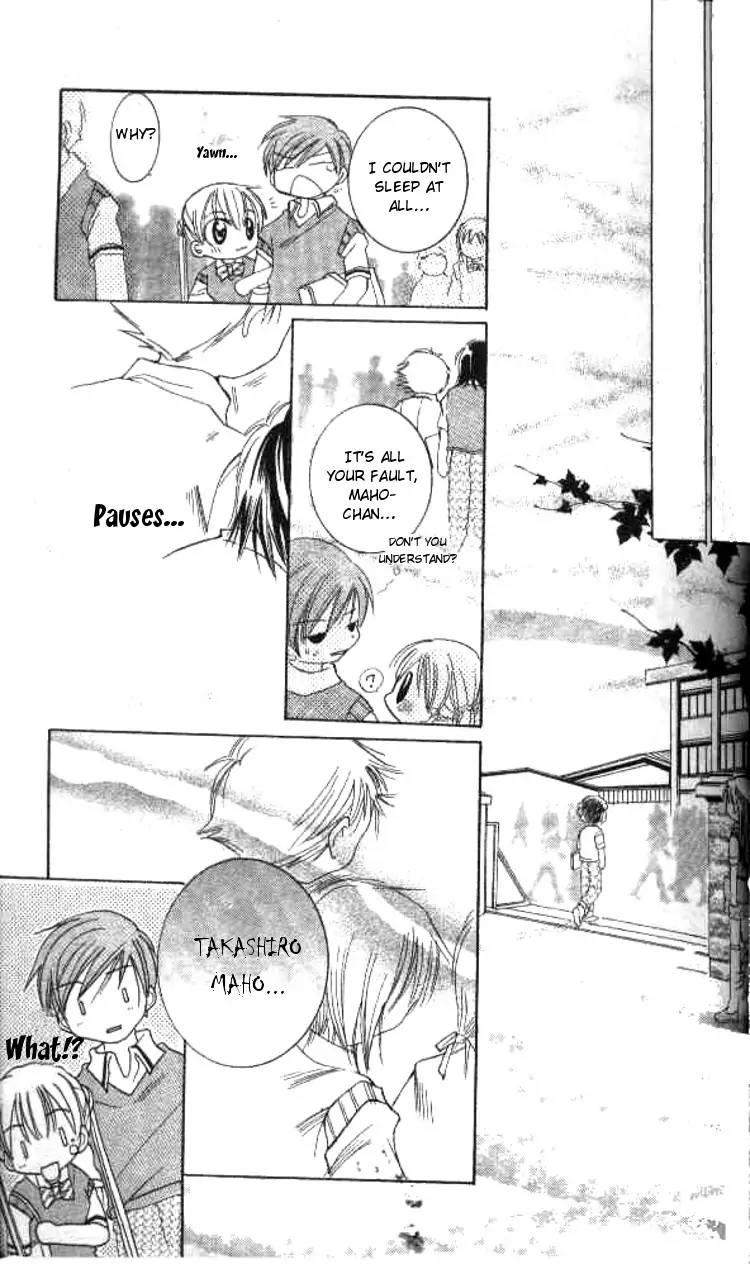 I COULDN'T
SLEEP AT
ALL...
Yawn...
WHY?
IT'S ALL
YOUR FAULT,
MAHO-
CHAN...
DON'T YOU
UNDERSTAND?
?
Pauses...
TAKASHIRO
MAHO...
What!?